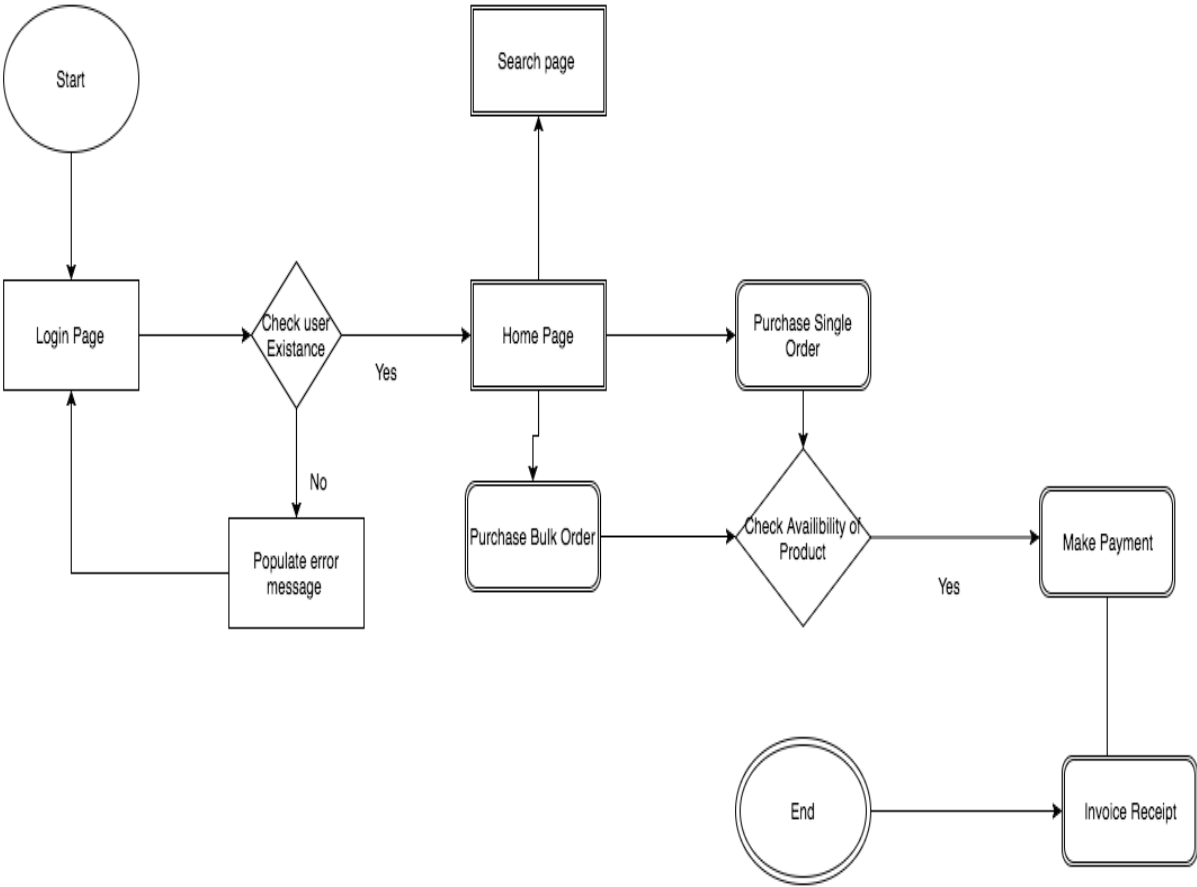 Start
Search page
Login Page
Check user
Existance
Yes
Home Page
Purchase Single
Order
No
Populate error
message
Purchase Bulk Order
Check Availibility of
Product
Yes
Make Payment
End
Invoice Receipt